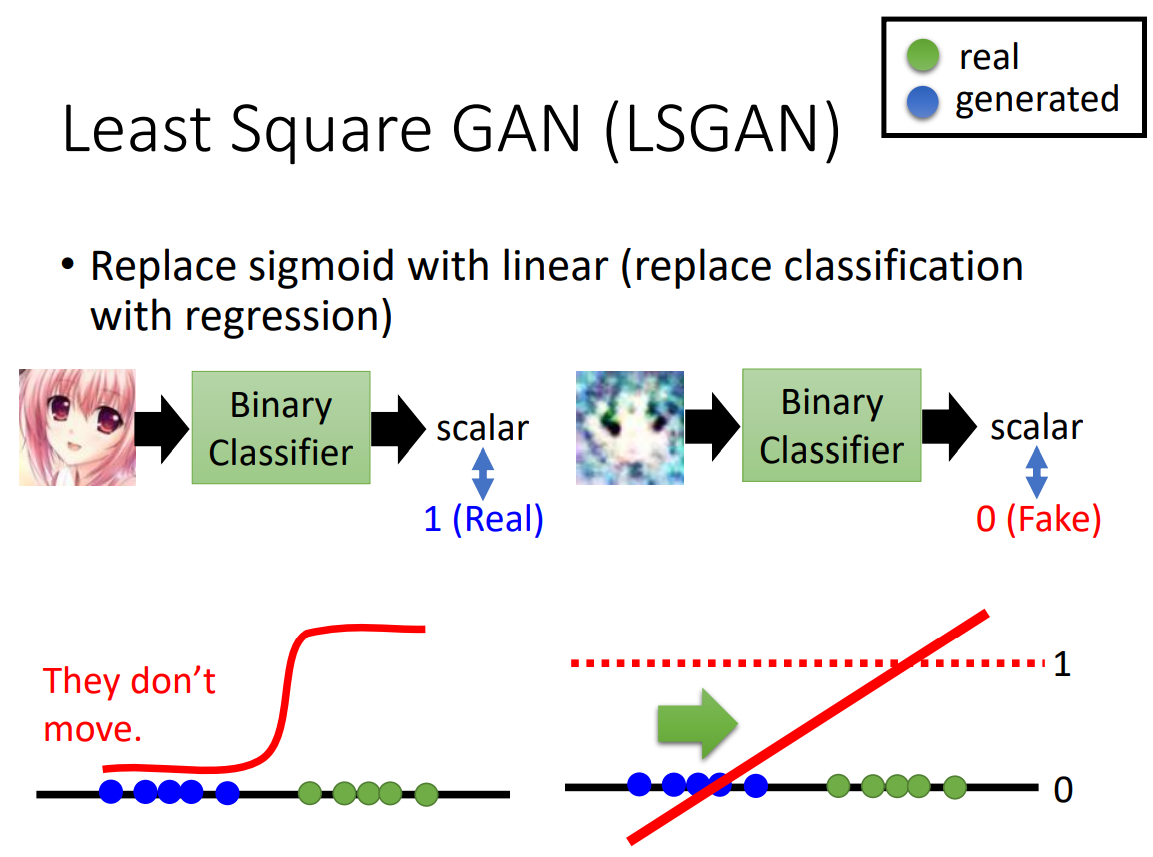 real
generated
Least Square GAN (LSGAN)
• Replace sigmoid with linear (replace classification
with regression)
Binary
Classifier
scalar
1 (Real)
Binary
Classifier
scalar
0 (Fake)
They don’t
move.
1
0